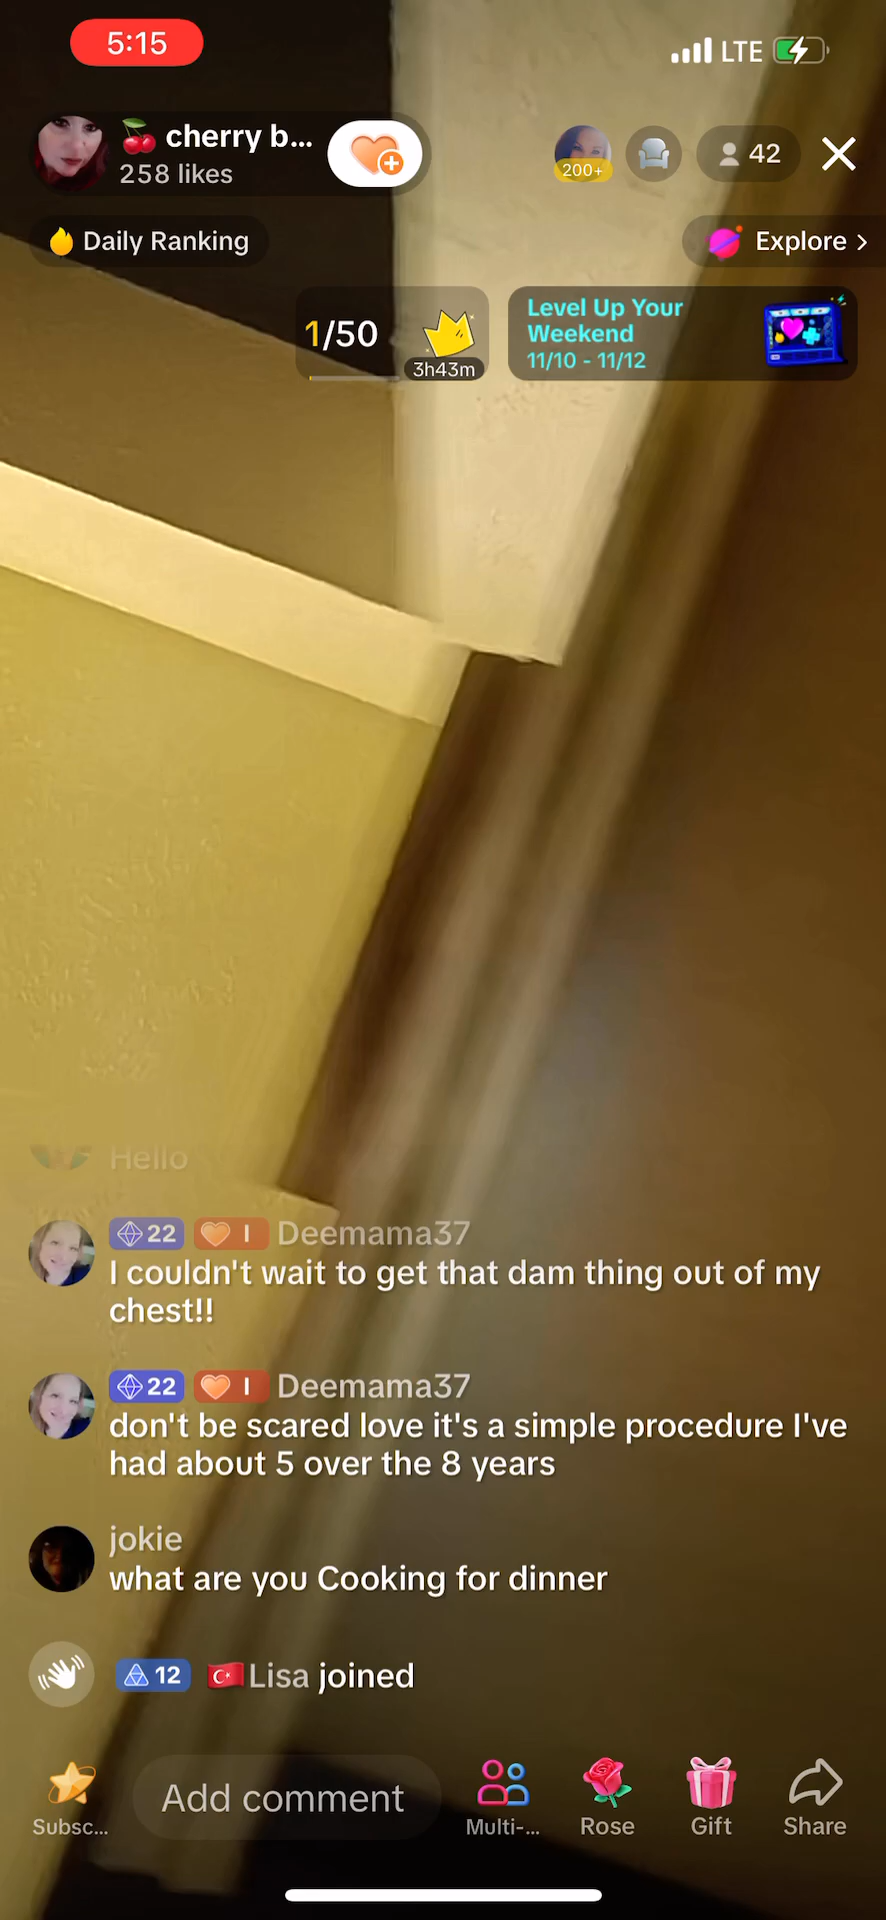 5:15
LTE
🍒 cherry b...
258 likes
200+
42
Daily Ranking
Explore >
1/50
3h43m
Level Up Your
Weekend
11/10 - 11/12
Hello
22 I Deemama37
I couldn't wait to get that dam thing out of my
chest!!
22 I Deemama37
don't be scared love it's a simple procedure I've
had about 5 over the 8 years
jokie
what are you Cooking for dinner
12 🇹🇷Lisa joined
Subsc...
Add comment
Multi-...
Rose
Gift
Share